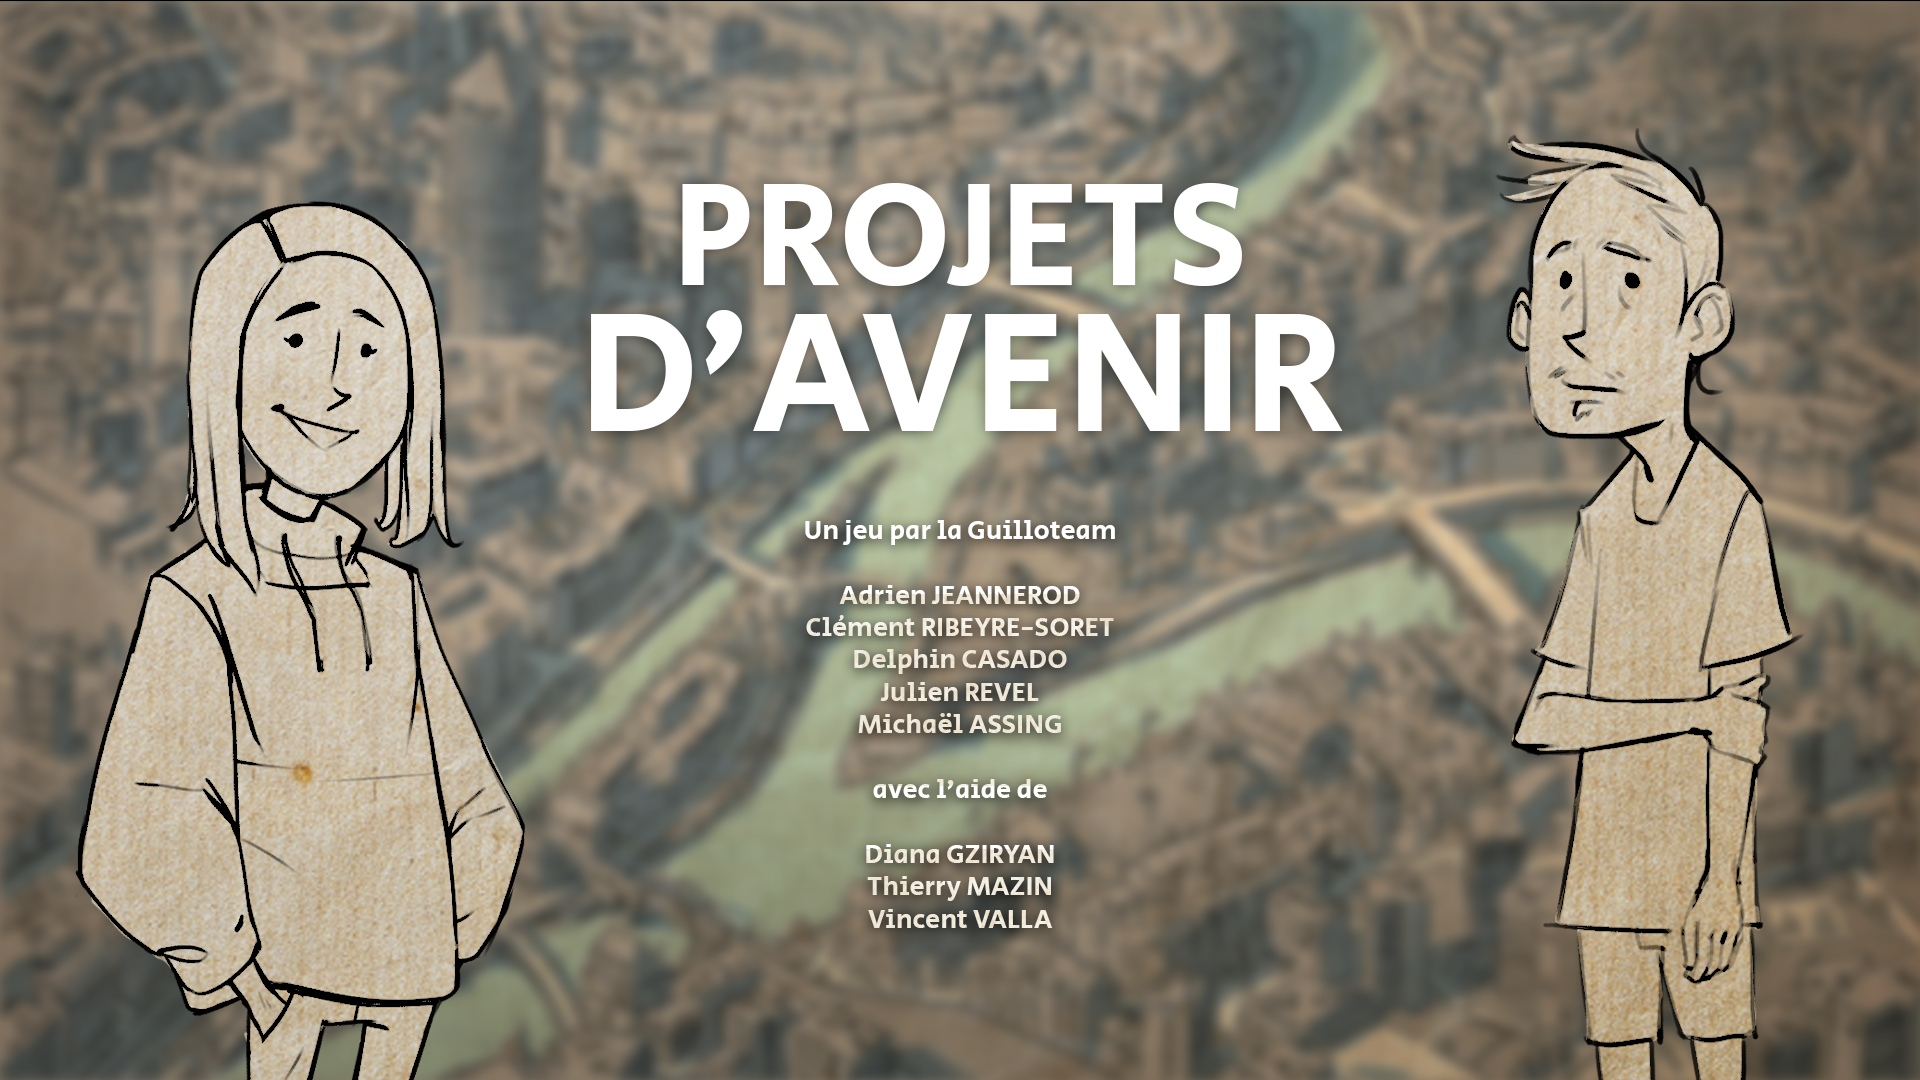 PROJETS
D’AVENIR
Un jeu par la Guilloteam
Adrien JEANNEROD
Clément RIBEYRE-SORET
Delphin CASADO
Julien REVEL
Michaël ASSING
avec l’aide de
Diana GZIRYAN
Thierry MAZIN
Vincent VALLA